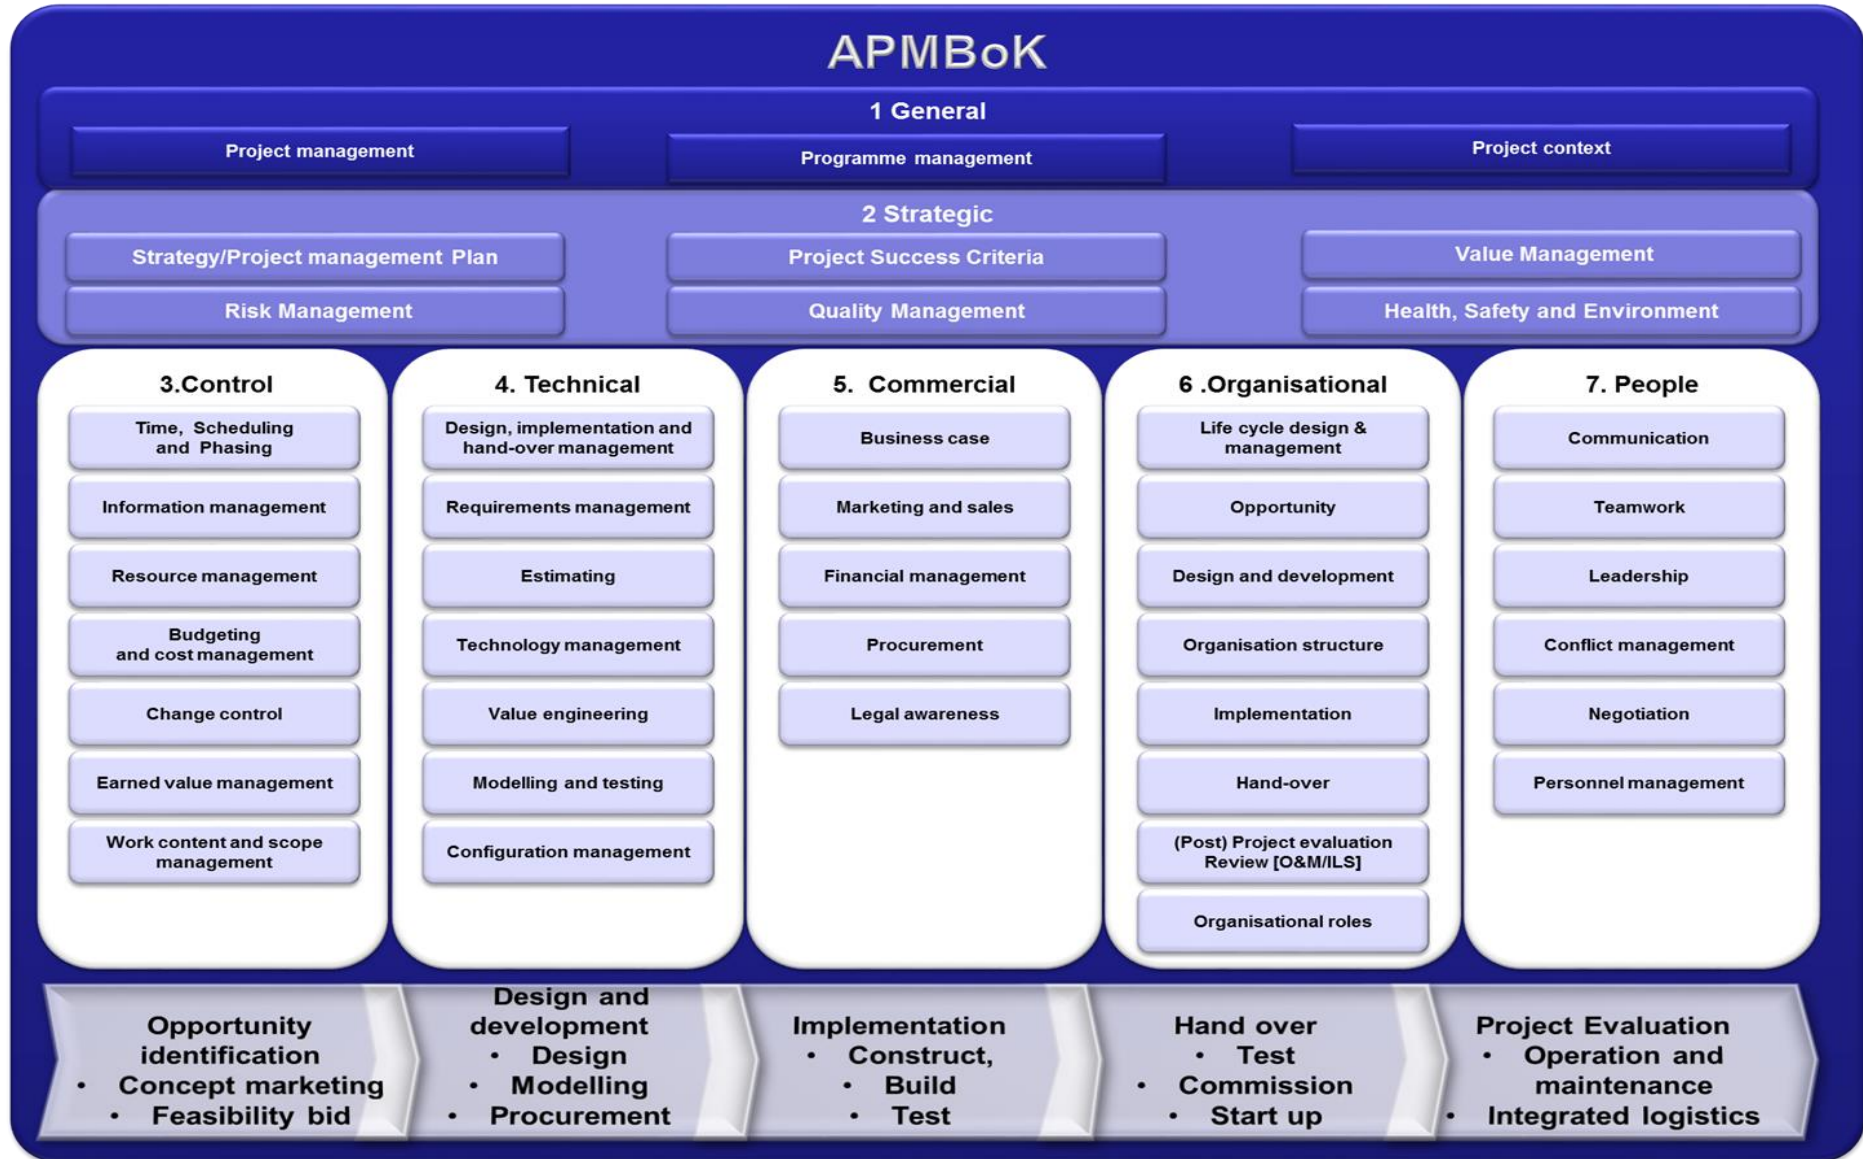 APMBoK
1 General
Project management
Programme management
Project context
2 Strategic
Strategy/Project management Plan
Project Success Criteria
Value Management
Risk Management
Quality Management
Health, Safety and Environment
3.Control
Time, Scheduling
and Phasing
Information management
Resource management
Budgeting
and cost management
Change control
Earned value management
Work content and scope
management
4. Technical
Design, implementation and
hand-over management
Requirements management
Estimating
Technology management
Value engineering
Modelling and testing
Configuration management
5. Commercial
Business case
Marketing and sales
Financial management
Procurement
Legal awareness
6 .Organisational
Life cycle design &
management
Opportunity
Design and development
Organisation structure
Implementation
Hand-over
(Post) Project evaluation
Review [O&M/ILS]
Organisational roles
7. People
Communication
Teamwork
Leadership
Conflict management
Negotiation
Personnel management
Opportunity
identification
• Concept marketing
• Feasibility bid
Design and
development
• Design
• Modelling
• Procurement
Implementation
• Construct,
• Build
• Test
Hand over
• Test
• Commission
• Start up
Project Evaluation
• Operation and
maintenance
• Integrated logistics